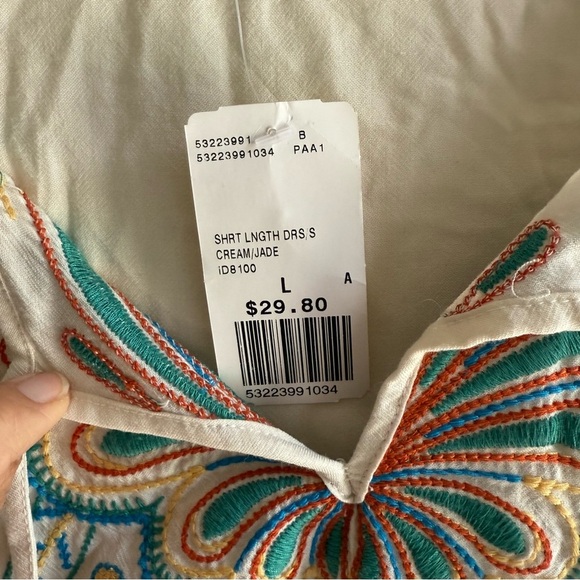 53223991 B
53223991034 PAA1
SHRT LNGTH DRS/S
CREAM/JADE
iD8100
L A
$29.80
53223991034